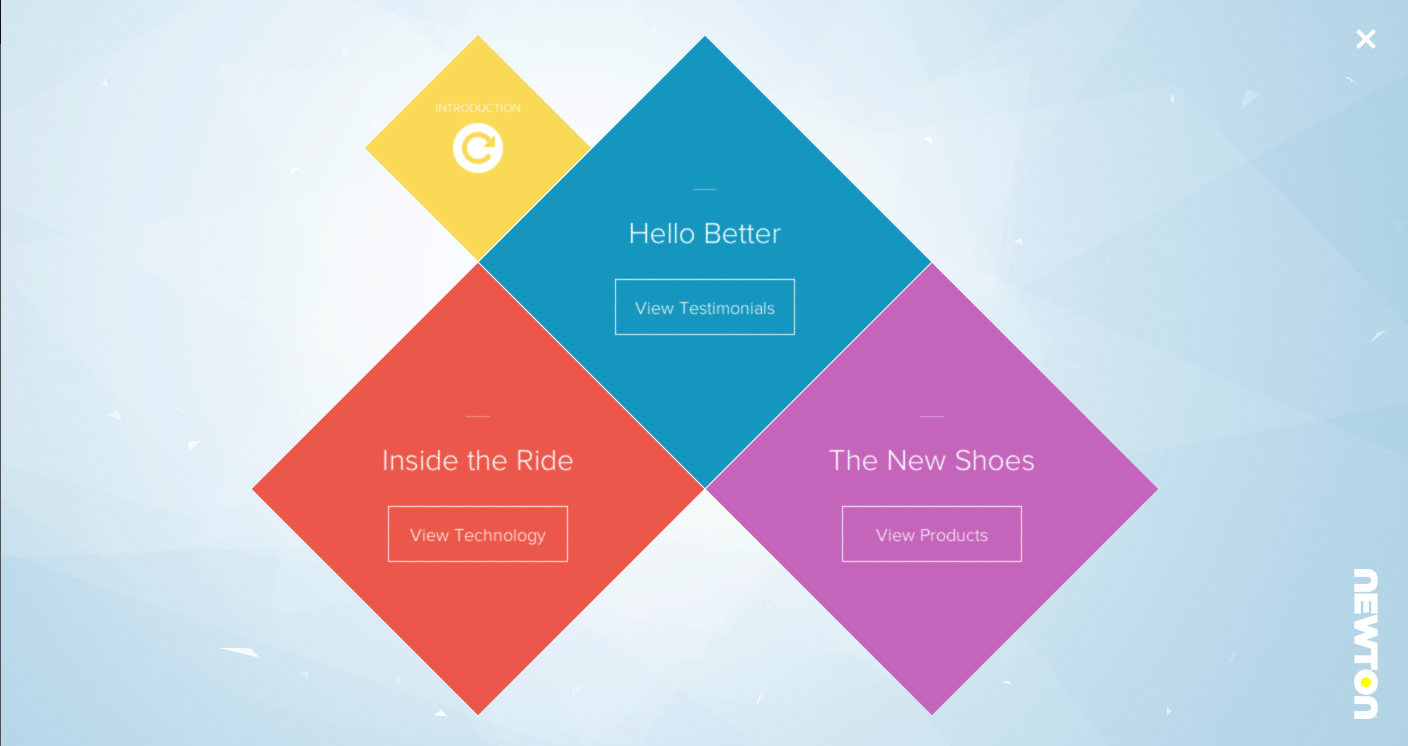 INTRODUCTION
Hello Better
View Testimonials
Inside the Ride
View Technology
The New Shoes
View Products
NEWTON